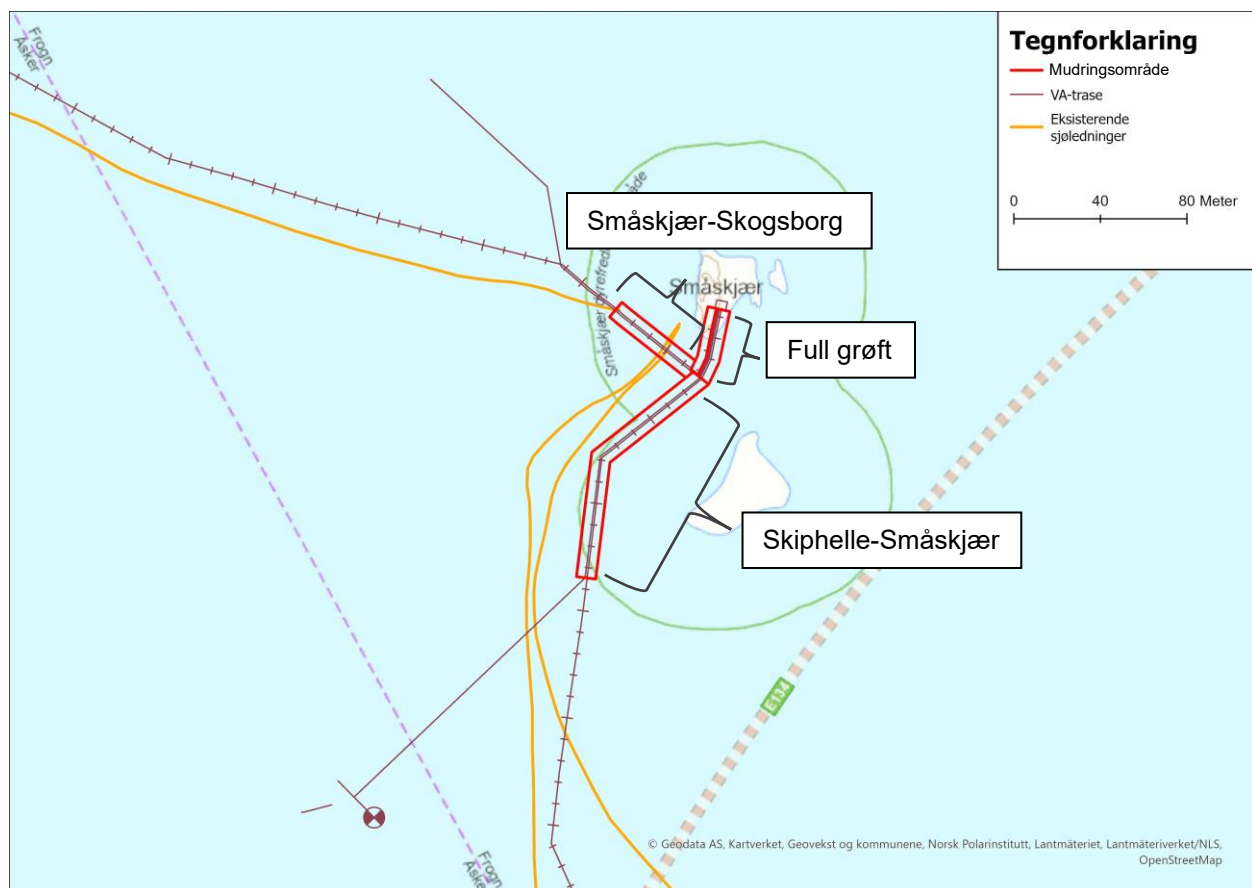 Frogn
Asker
Tegnforklaring
Mudringsområde
VA-trase
Eksisterende
sjøledninger
0 40 80 Meter
Småskjær-Skogsborg
Småskjær
Full grøft
Skiphelle-Småskjær
E134
Frogn
Asker
© Geodata AS, Kartverket, Geovekst og kommunene, Norsk Polarinstitutt, Lantmäteriet, Lantmäteriverket/NLS,
OpenStreetMap